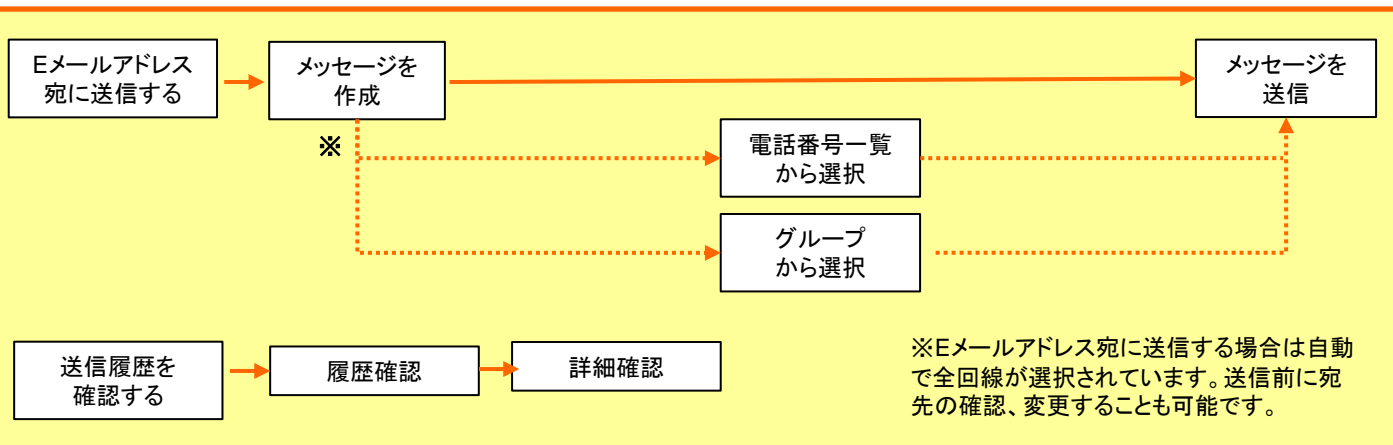 Eメールアドレス
宛に送信する
メッセージを
作成
メッセージを
送信
※
電話番号一覧
から選択
グループ
から選択
送信履歴を
確認する
履歴確認
詳細確認
※Eメールアドレス宛に送信する場合は自動
で全回線が選択されています。送信前に宛
先の確認、変更することも可能です。